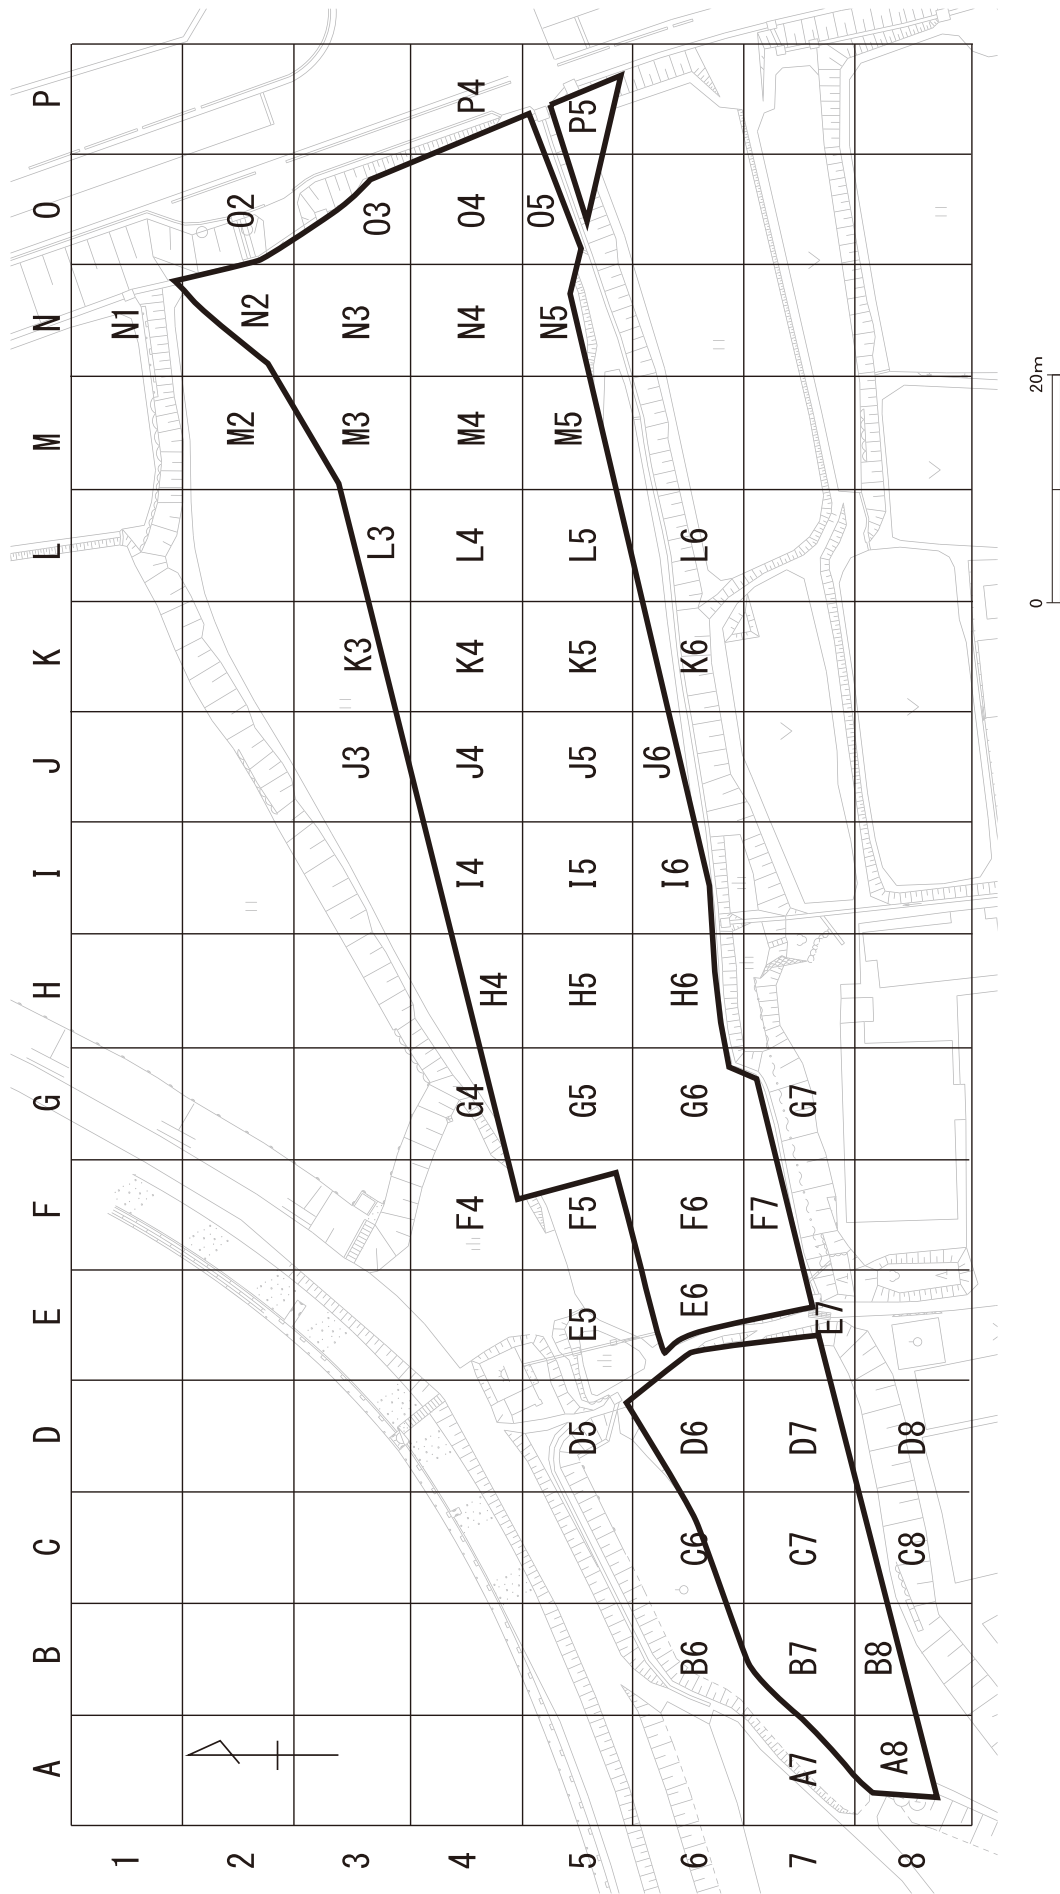 A B C D E F G H I J K L M N O P
1
N1
2
M2 N2 O2
3
J3 K3 L3 M3 N3 O3
4
F4 G4 H4 I4 J4 K4 L4 M4 N4 O4 P4
5
D5 E5 F5 G5 H5 I5 J5 K5 L5 M5 N5 O5 P5
6
B6 C6 D6 E6 F6 G6 H6 I6 J6 K6 L6
7
A7 B7 C7 D7 E7 F7 G7
8
A8 B8 C8 D8
0 20m